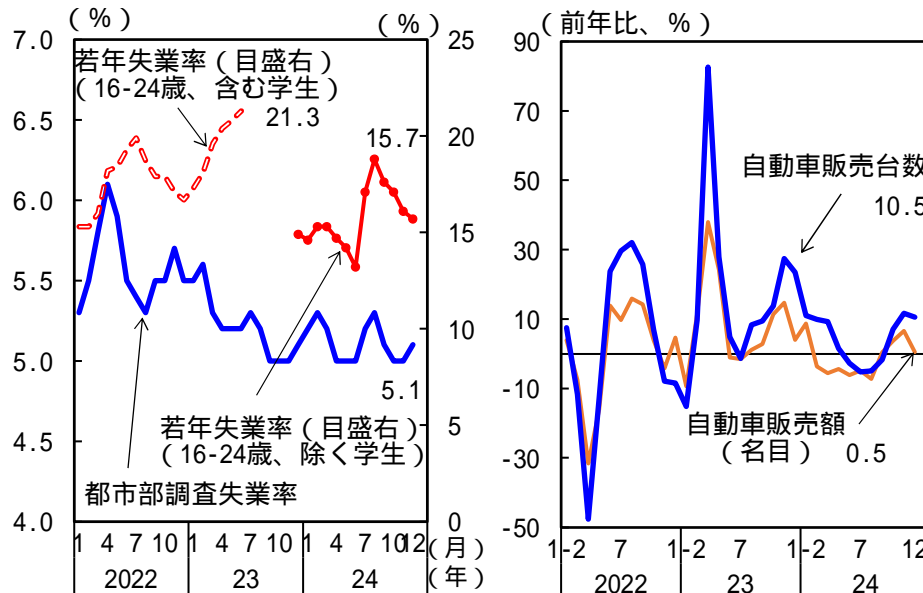 (%)
(%)
7.0
6.5
6.0
5.5
5.0
4.5
4.0
25
20
15
10
5
0
若年失業率(目盛右)
(16-24歳、含む学生)
21.3
15.7
5.1
若年失業率(目盛右)
(16-24歳、除く学生)
都市部調査失業率
1 4 7 10 1 4 7 10 1 4 7 10 12 (月)
2022 23 24 (年)
(前年比、%)
90
70
50
30
10
-10
-30
-50
自動車販売台数
10.5
自動車販売額
(名目) 0.5
1-2 7 1-2 7 1-2 7 12
2022 23 24